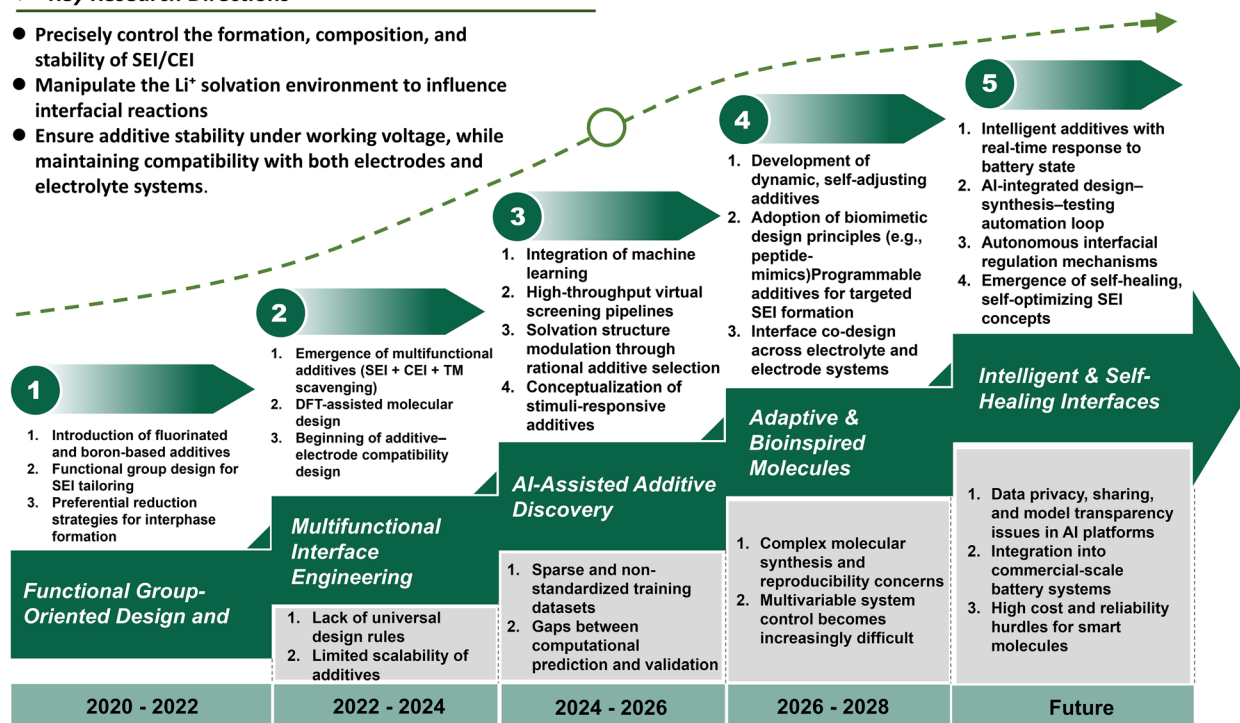 Key Research Directions
● Precisely control the formation, composition, and
stability of SEI/CEI
● Manipulate the Li⁺ solvation environment to influence
interfacial reactions
● Ensure additive stability under working voltage, while
maintaining compatibility with both electrodes and
electrolyte systems.
1
1. Introduction of fluorinated
and boron-based additives
2. Functional group design for
SEI tailoring
3. Preferential reduction
strategies for interphase
formation
Functional Group-
Oriented Design and
2020 - 2022
2
1. Emergence of multifunctional
additives (SEI + CEI + TM
scavenging)
2. DFT-assisted molecular
design
3. Beginning of additive–
electrode compatibility
design
Multifunctional
Interface
Engineering
1. Lack of universal
design rules
2. Limited scalability of
additives
2022 - 2024
3
1. Integration of machine
learning
2. High-throughput virtual
screening pipelines
3. Solvation structure
modulation through
rational additive selection
4. Conceptualization of
stimuli-responsive
additives
AI-Assisted Additive
Discovery
1. Sparse and non-
standardized training
datasets
2. Gaps between
computational
prediction and validation
2024 - 2026
4
1. Development of
dynamic, self-adjusting
additives
2. Adoption of biomimetic
design principles (e.g.,
peptide-
mimics)Programmable
additives for targeted
SEI formation
3. Interface co-design
across electrolyte and
electrode systems
Adaptive &
Bioinspired
Molecules
1. Complex molecular
synthesis and
reproducibility concerns
2. Multivariable system
control becomes
increasingly difficult
2026 - 2028
5
1. Intelligent additives with
real-time response to
battery state
2. AI-integrated design–
synthesis–testing
automation loop
3. Autonomous interfacial
regulation mechanisms
4. Emergence of self-healing,
self-optimizing SEI
concepts
Intelligent & Self-
Healing Interfaces
1. Data privacy, sharing,
and model transparency
issues in AI platforms
2. Integration into
commercial-scale
battery systems
3. High cost and reliability
hurdles for smart
molecules
Future